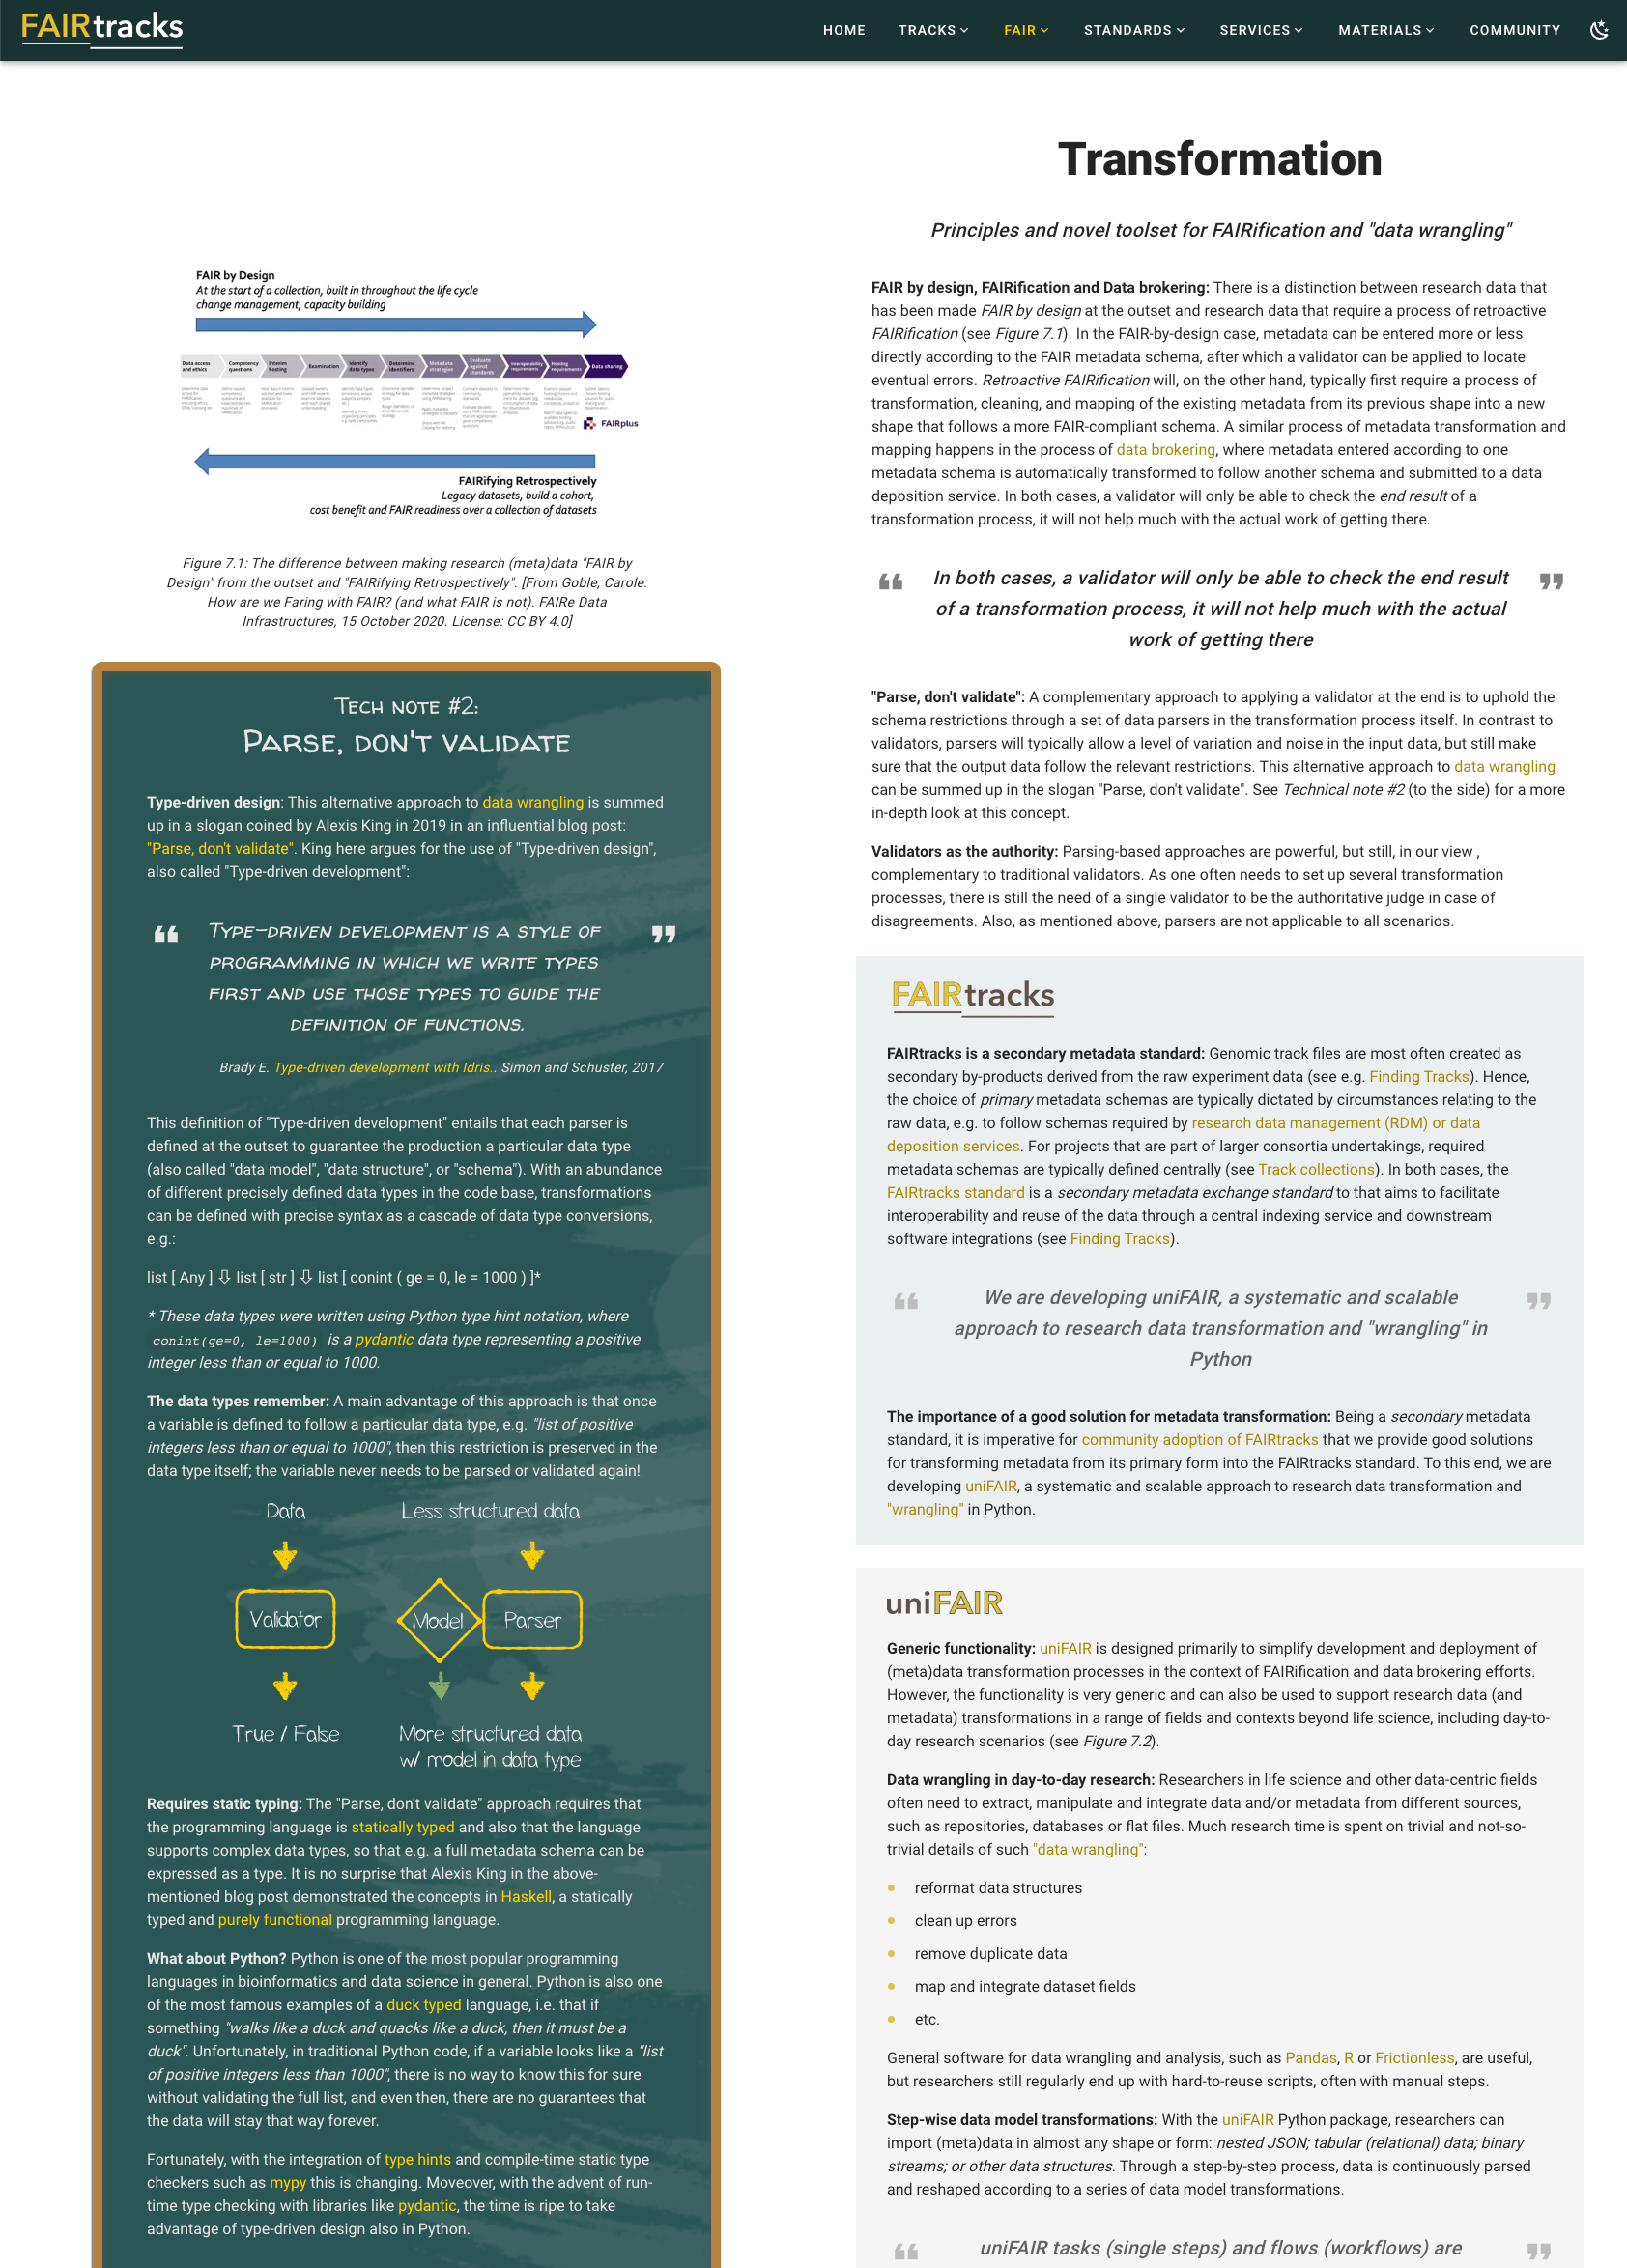 FAIRtracks
HOME TRACKS FAIR STANDARDS SERVICES MATERIALS COMMUNITY
FAIR by Design
At the start of a collection, built in throughout the life cycle
change management, capacity building
Data access and ethics
Competency questions
Interim hosting
Examination
Identify data types
Determine identifiers
Metadata strategies
Evaluate against standards
Interoperability requirements
Hosting requirements
Data sharing
FAIRplus
FAIRifying Retrospectively
Legacy datasets, build a cohort,
cost benefit and FAIR readiness over a collection of datasets
Figure 7.1: The difference between making research (meta)data "FAIR by
Design" from the outset and "FAIRifying Retrospectively". [From Goble, Carole:
How are we Faring with FAIR? (and what FAIR is not). FAIRe Data
Infrastructures, 15 October 2020. License: CC BY 4.0]
Tech note #2:
Parse, don't validate
Type-driven design: This alternative approach to data wrangling is summed
up in a slogan coined by Alexis King in 2019 in an influential blog post:
"Parse, don't validate". King here argues for the use of "Type-driven design",
also called "Type-driven development":
❝ Type-driven development is a style of ❞
programming in which we write types
first and use those types to guide the
definition of functions.
Brady E. Type-driven development with Idris.. Simon and Schuster, 2017
This definition of "Type-driven development" entails that each parser is
defined at the outset to guarantee the production a particular data type
(also called "data model", "data structure", or "schema"). With an abundance
of different precisely defined data types in the code base, transformations
can be defined with precise syntax as a cascade of data type conversions,
e.g.:
list [ Any ] ⇩ list [ str ] ⇩ list [ conint ( ge = 0, le = 1000 ) ]*
* These data types were written using Python type hint notation, where
conint(ge=0, le=1000) is a pydantic data type representing a positive
integer less than or equal to 1000.
The data types remember: A main advantage of this approach is that once
a variable is defined to follow a particular data type, e.g. "list of positive
integers less than or equal to 1000", then this restriction is preserved in the
data type itself; the variable never needs to be parsed or validated again!
Data Less structured data
Validator Model Parser
True / False More structured data
w/ model in data type
Requires static typing: The "Parse, don't validate" approach requires that
the programming language is statically typed and also that the language
supports complex data types, so that e.g. a full metadata schema can be
expressed as a type. It is no surprise that Alexis King in the above-
mentioned blog post demonstrated the concepts in Haskell, a statically
typed and purely functional programming language.
What about Python? Python is one of the most popular programming
languages in bioinformatics and data science in general. Python is also one
of the most famous examples of a duck typed language, i.e. that if
something "walks like a duck and quacks like a duck, then it must be a
duck". Unfortunately, in traditional Python code, if a variable looks like a "list
of positive integers less than 1000", there is no way to know this for sure
without validating the full list, and even then, there are no guarantees that
the data will stay that way forever.
Fortunately, with the integration of type hints and compile-time static type
checkers such as mypy this is changing. Moveover, with the advent of run-
time type checking with libraries like pydantic, the time is ripe to take
advantage of type-driven design also in Python.
Transformation
Principles and novel toolset for FAIRification and "data wrangling"
FAIR by design, FAIRification and Data brokering: There is a distinction between research data that
has been made FAIR by design at the outset and research data that require a process of retroactive
FAIRification (see Figure 7.1). In the FAIR-by-design case, metadata can be entered more or less
directly according to the FAIR metadata schema, after which a validator can be applied to locate
eventual errors. Retroactive FAIRification will, on the other hand, typically first require a process of
transformation, cleaning, and mapping of the existing metadata from its previous shape into a new
shape that follows a more FAIR-compliant schema. A similar process of metadata transformation and
mapping happens in the process of data brokering, where metadata entered according to one
metadata schema is automatically transformed to follow another schema and submitted to a data
deposition service. In both cases, a validator will only be able to check the end result of a
transformation process, it will not help much with the actual work of getting there.
❝ In both cases, a validator will only be able to check the end result ❞
of a transformation process, it will not help much with the actual
work of getting there
"Parse, don't validate": A complementary approach to applying a validator at the end is to uphold the
schema restrictions through a set of data parsers in the transformation process itself. In contrast to
validators, parsers will typically allow a level of variation and noise in the input data, but still make
sure that the output data follow the relevant restrictions. This alternative approach to data wrangling
can be summed up in the slogan "Parse, don't validate". See Technical note #2 (to the side) for a more
in-depth look at this concept.
Validators as the authority: Parsing-based approaches are powerful, but still, in our view ,
complementary to traditional validators. As one often needs to set up several transformation
processes, there is still the need of a single validator to be the authoritative judge in case of
disagreements. Also, as mentioned above, parsers are not applicable to all scenarios.
FAIRtracks
FAIRtracks is a secondary metadata standard: Genomic track files are most often created as
secondary by-products derived from the raw experiment data (see e.g. Finding Tracks). Hence,
the choice of primary metadata schemas are typically dictated by circumstances relating to the
raw data, e.g. to follow schemas required by research data management (RDM) or data
deposition services. For projects that are part of larger consortia undertakings, required
metadata schemas are typically defined centrally (see Track collections). In both cases, the
FAIRtracks standard is a secondary metadata exchange standard to that aims to facilitate
interoperability and reuse of the data through a central indexing service and downstream
software integrations (see Finding Tracks).
❝ We are developing uniFAIR, a systematic and scalable ❞
approach to research data transformation and "wrangling" in
Python
The importance of a good solution for metadata transformation: Being a secondary metadata
standard, it is imperative for community adoption of FAIRtracks that we provide good solutions
for transforming metadata from its primary form into the FAIRtracks standard. To this end, we are
developing uniFAIR, a systematic and scalable approach to research data transformation and
"wrangling" in Python.
uniFAIR
Generic functionality: uniFAIR is designed primarily to simplify development and deployment of
(meta)data transformation processes in the context of FAIRification and data brokering efforts.
However, the functionality is very generic and can also be used to support research data (and
metadata) transformations in a range of fields and contexts beyond life science, including day-to-
day research scenarios (see Figure 7.2).
Data wrangling in day-to-day research: Researchers in life science and other data-centric fields
often need to extract, manipulate and integrate data and/or metadata from different sources,
such as repositories, databases or flat files. Much research time is spent on trivial and not-so-
trivial details of such "data wrangling":
• reformat data structures
• clean up errors
• remove duplicate data
• map and integrate dataset fields
• etc.
General software for data wrangling and analysis, such as Pandas, R or Frictionless, are useful,
but researchers still regularly end up with hard-to-reuse scripts, often with manual steps.
Step-wise data model transformations: With the uniFAIR Python package, researchers can
import (meta)data in almost any shape or form: nested JSON; tabular (relational) data; binary
streams; or other data structures. Through a step-by-step process, data is continuously parsed
and reshaped according to a series of data model transformations.
❝ uniFAIR tasks (single steps) and flows (workflows) are ❞